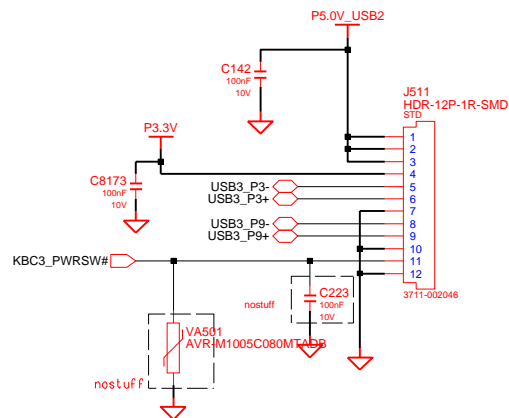 P5.0V_USB2
C142
100nF
10V
J511
HDR-12P-1R-SMD
STD
P3.3V
1
2
3
4
C8173
100nF
10V
USB3_P3-
5
USB3_P3+
6
7
USB3_P9-
8
USB3_P9+
9
10
KBC3_PWRSW#
11
12
nostuff
C223
100nF
10V
3711-002046
VA501
AVR-M1005C080MTADB
nostuff